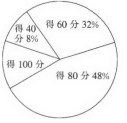 得 60 分 32%
得 40
分 8%
得 100 分
得 80 分 48%